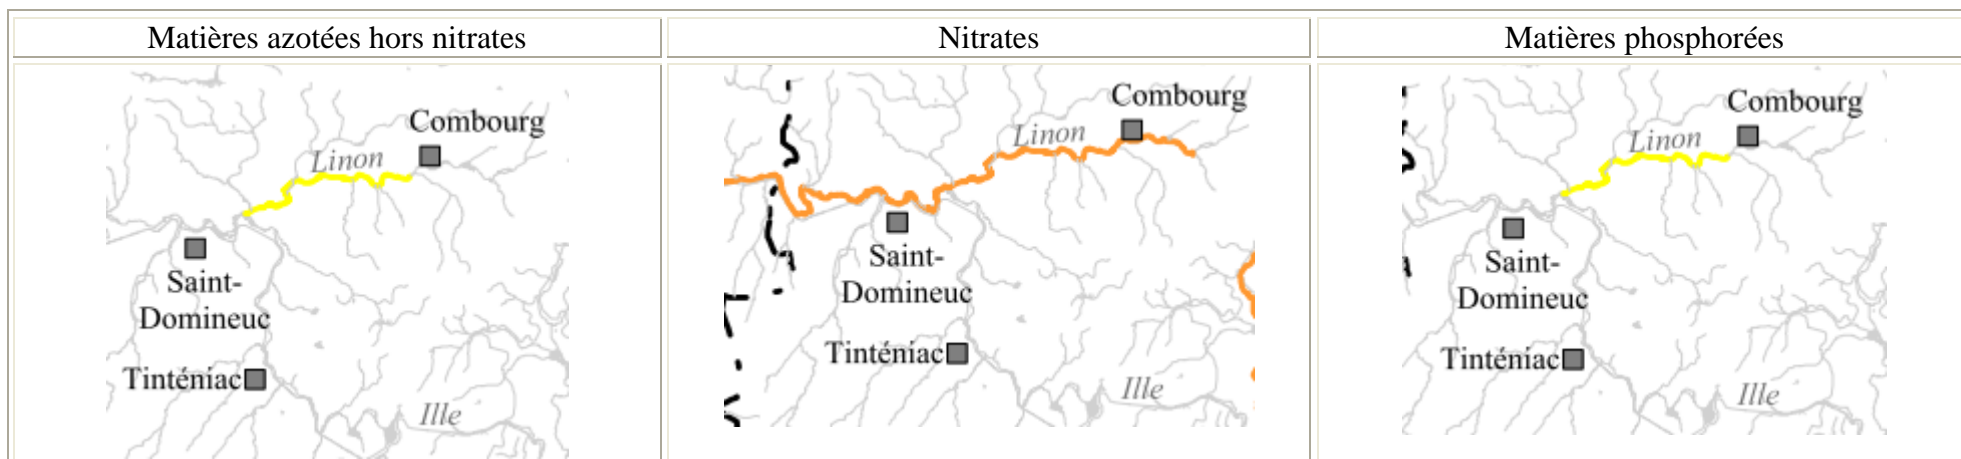 Matières azotées hors nitrates
Nitrates
Matières phosphorées
Combourg
Linon
Saint-
Domineuc
Tinténiac
Ille
Combourg
Linon
Saint-
Domineuc
Tinténiac
Ille
Combourg
Linon
Saint-
Domineuc
Tinténiac
Ille